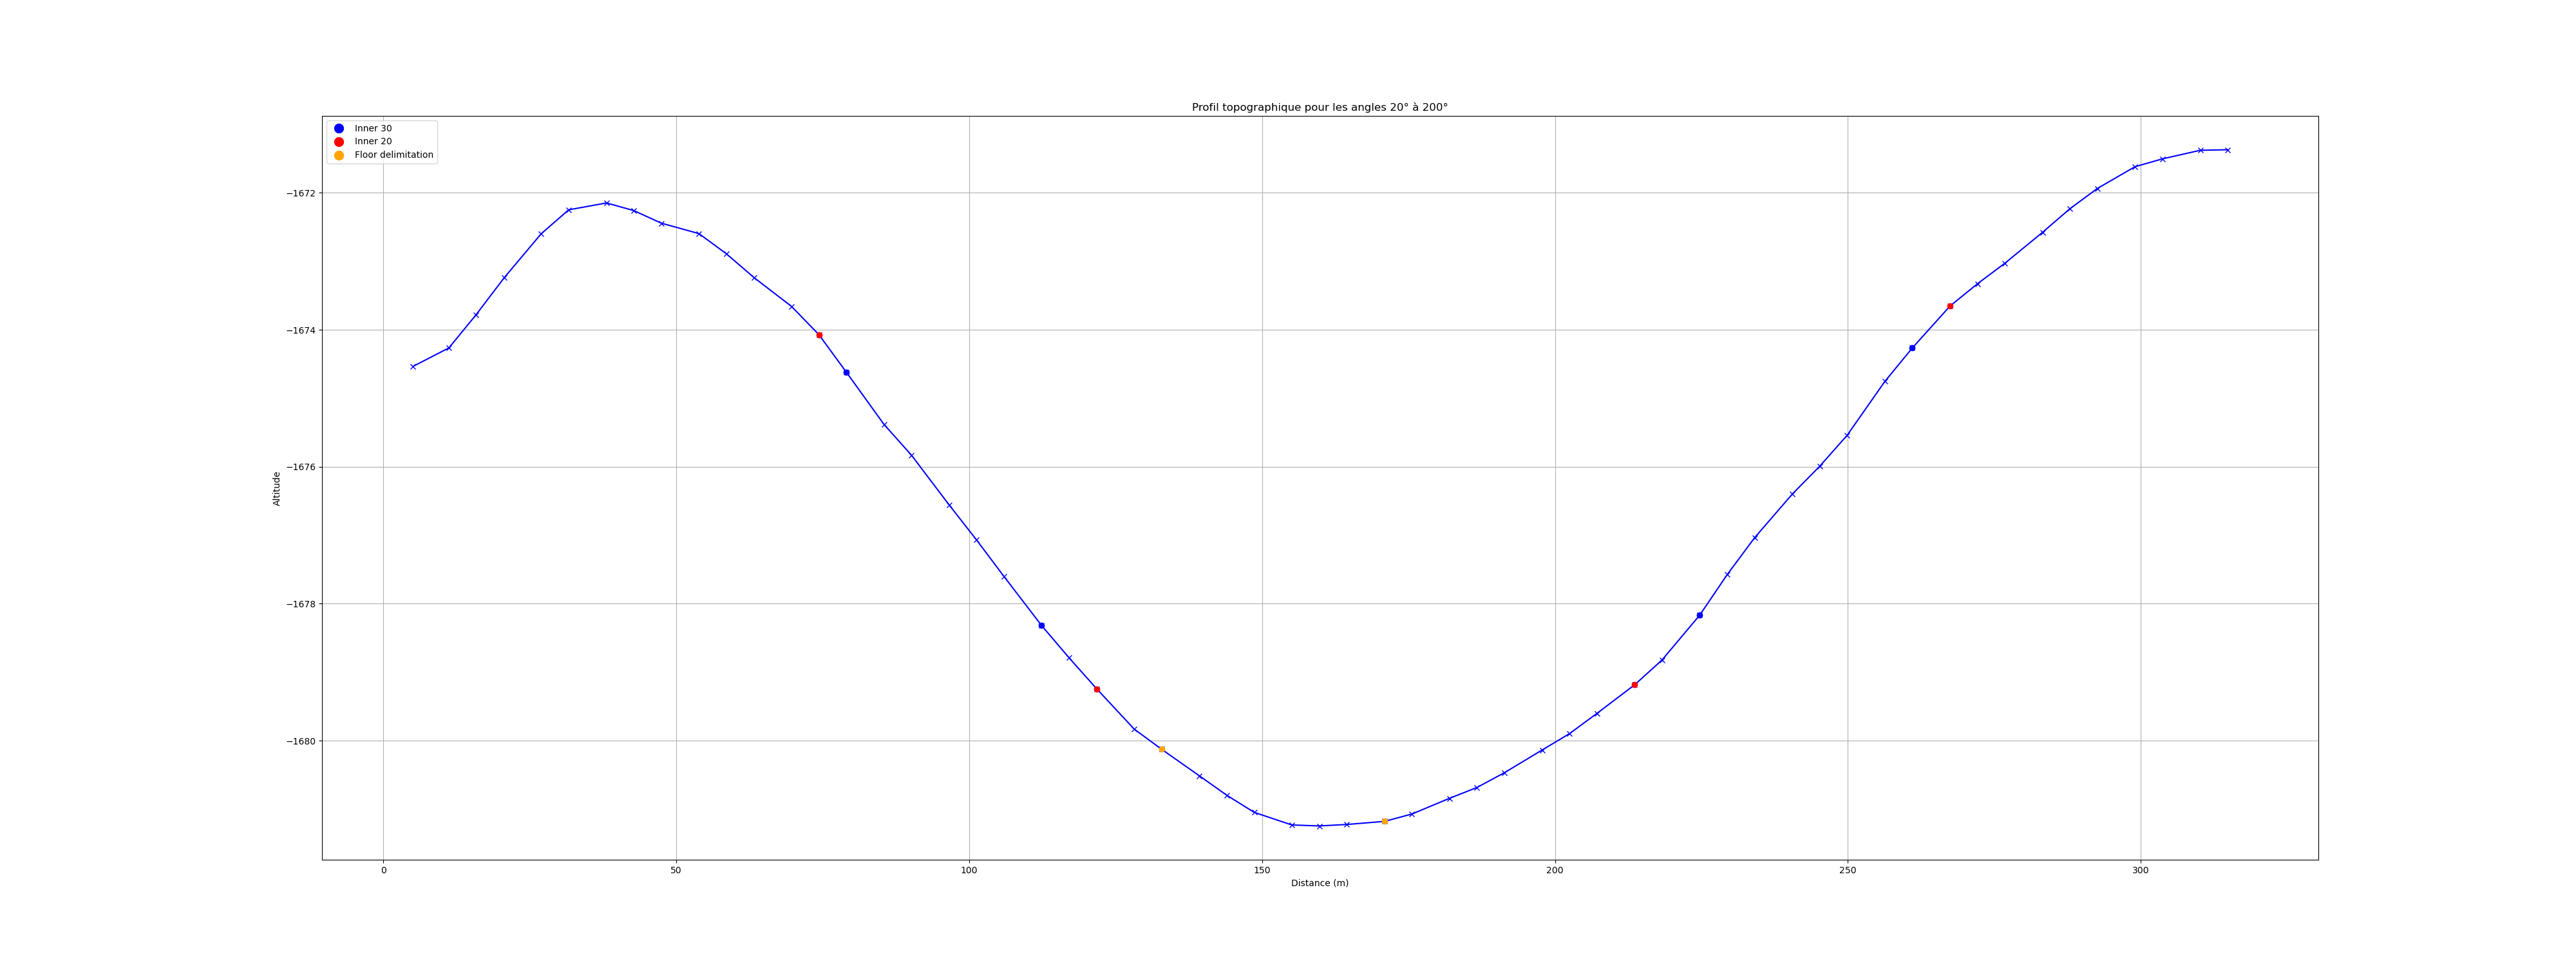 Profil topographique pour les angles 20° à 200°
Inner 30
Inner 20
Floor delimitation
−1672
−1674
−1676
−1678
−1680
Altitude
0 50 100 150 200 250 300
Distance (m)